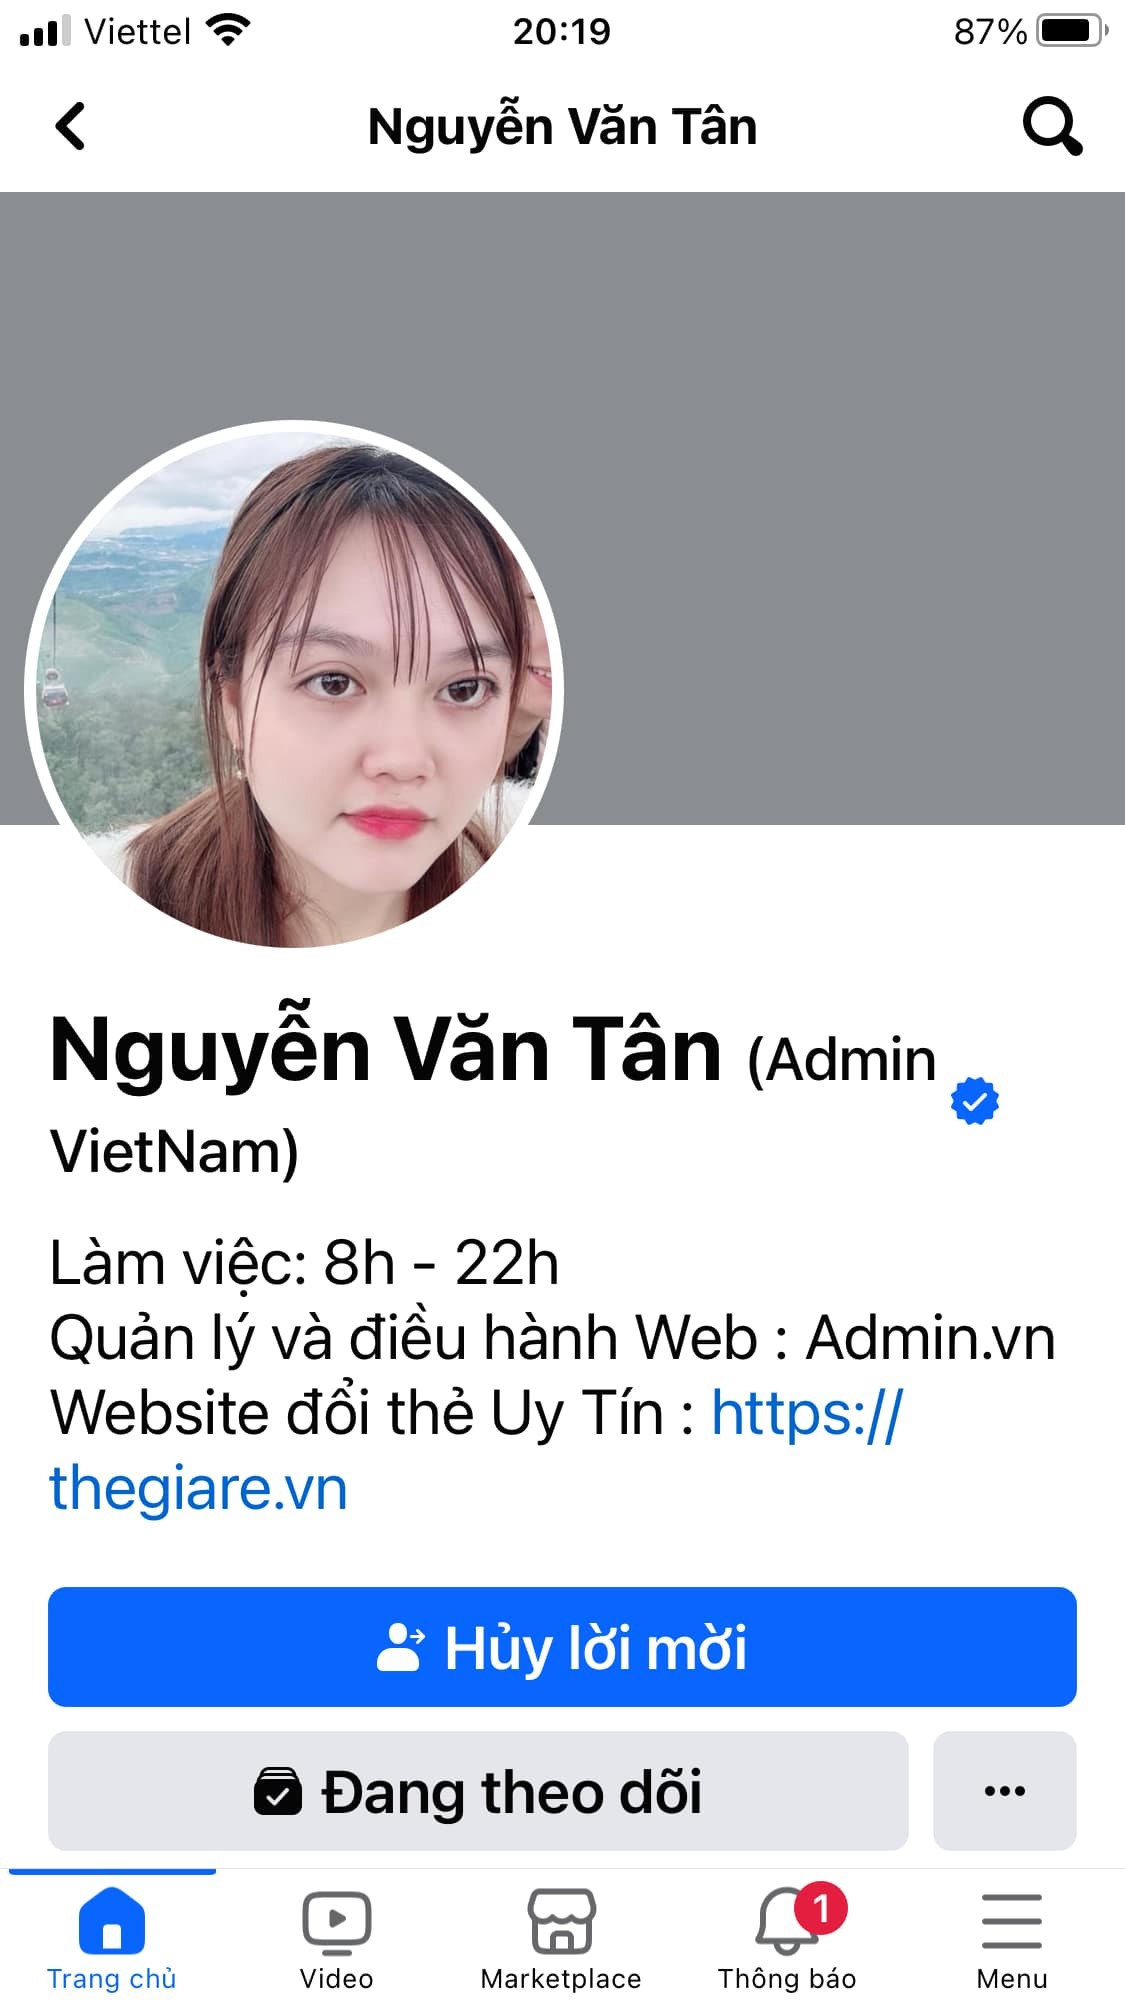 Viettel 20:19 87%
Nguyễn Văn Tân
Nguyễn Văn Tân (Admin
VietNam)
Làm việc: 8h - 22h
Quản lý và điều hành Web : Admin.vn
Website đổi thẻ Uy Tín : https://
thegiare.vn
Hủy lời mời
Đang theo dõi
1
Trang chủ Video Marketplace Thông báo Menu